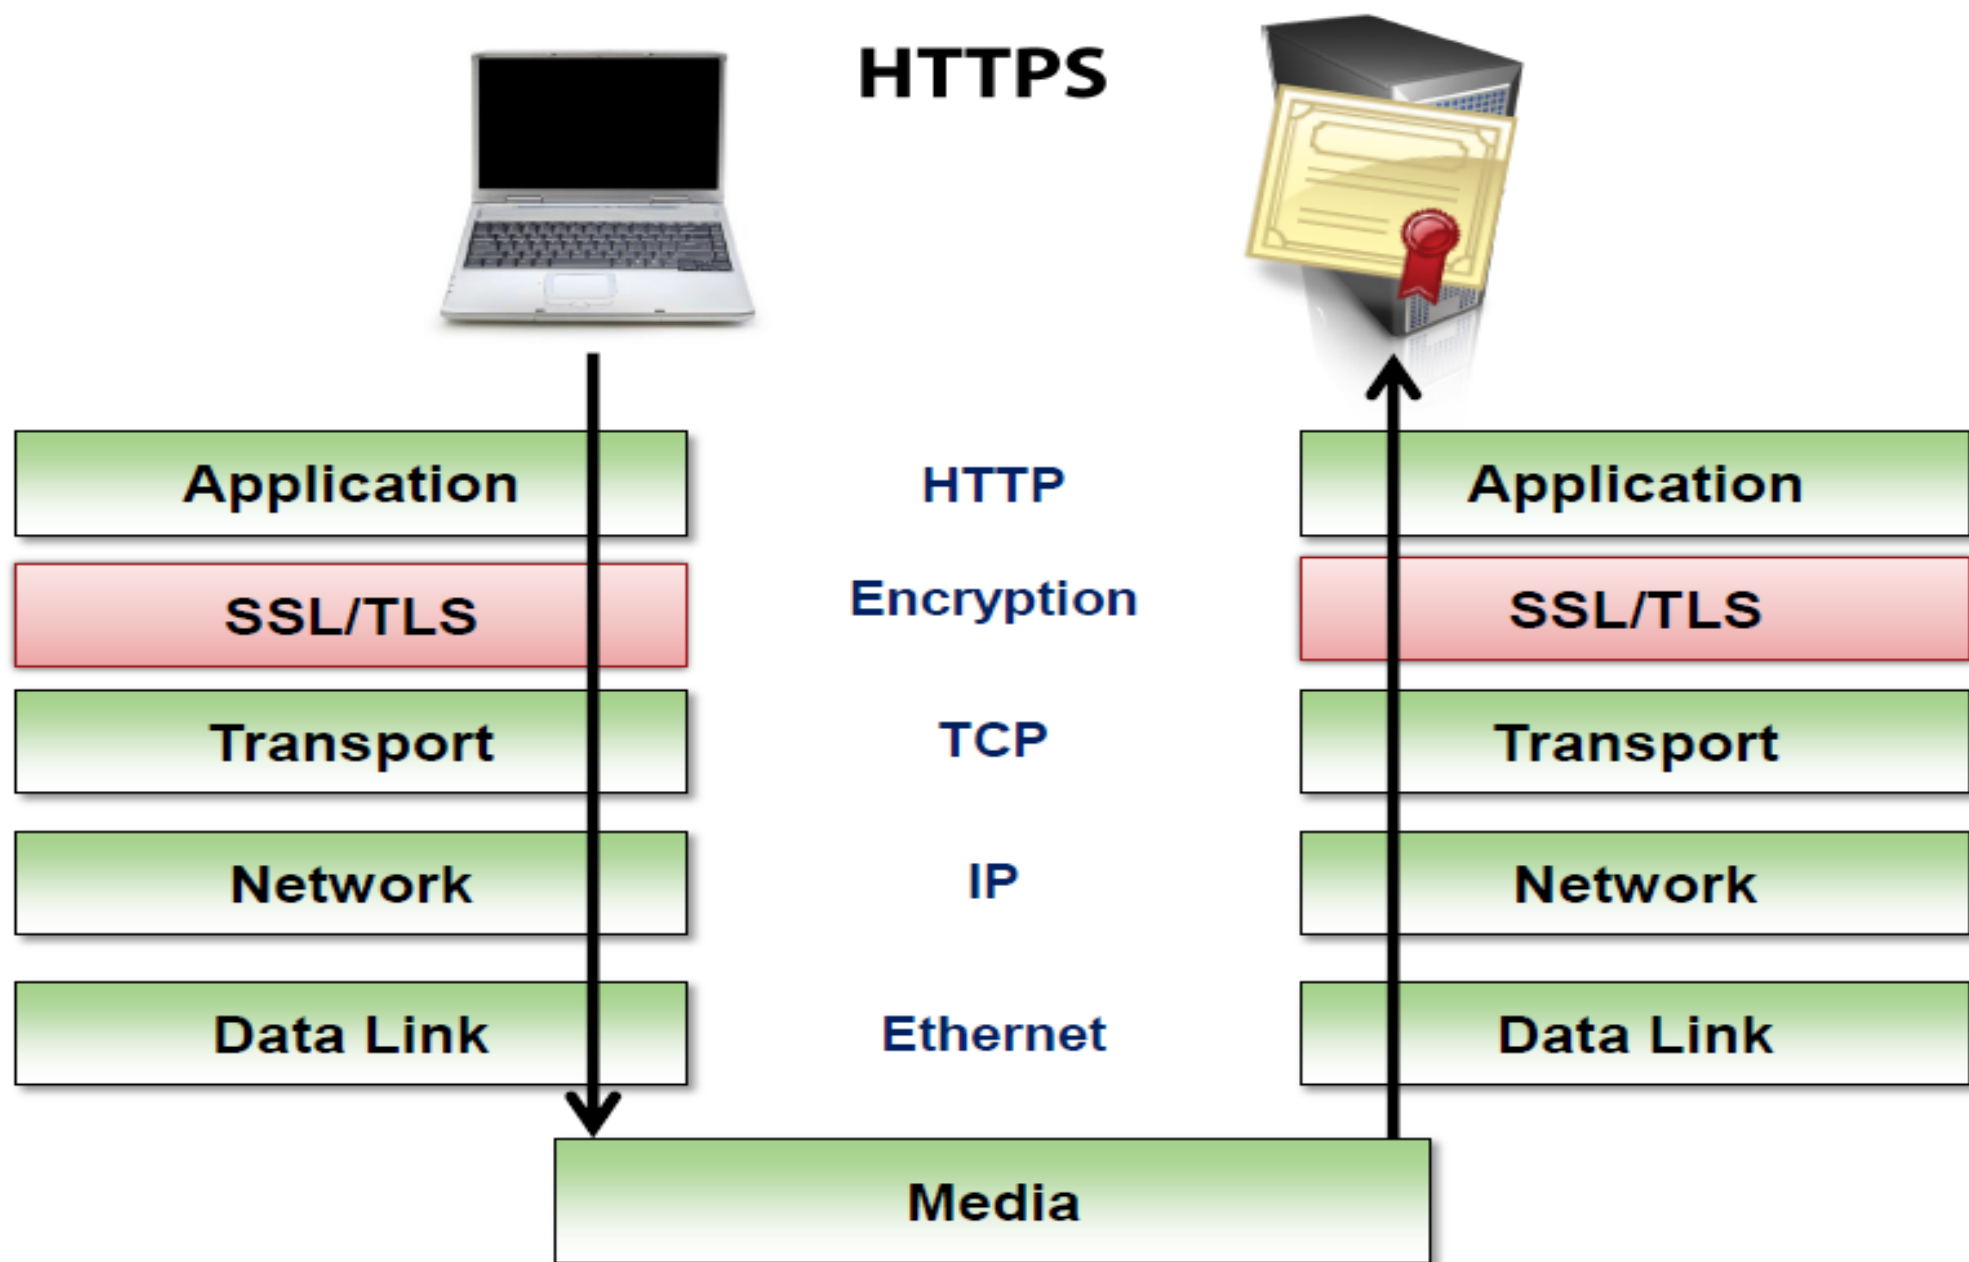 HTTPS
Application HTTP Application
SSL/TLS Encryption SSL/TLS
Transport TCP Transport
Network IP Network
Data Link Ethernet Data Link
Media